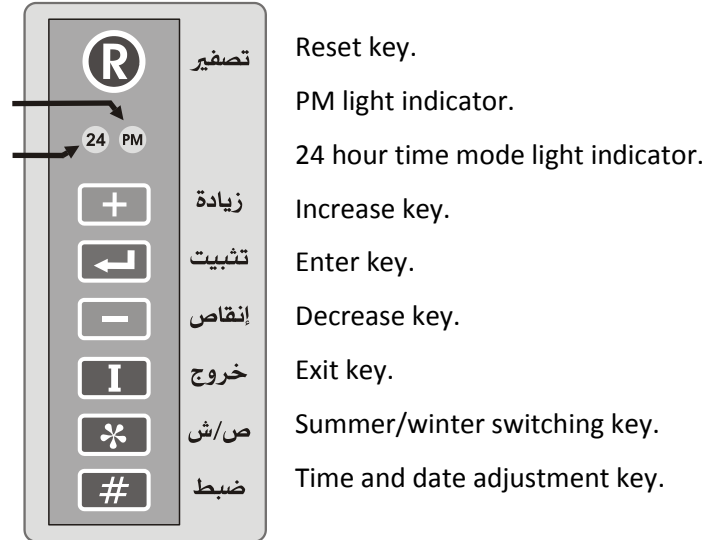 R تصفير Reset key.
PM light indicator.
24 PM
24 hour time mode light indicator.
+ زيادة Increase key.
تثبيت Enter key.
− إنقاص Decrease key.
I خروج Exit key.
* ص/ش Summer/winter switching key.
# ضبط Time and date adjustment key.